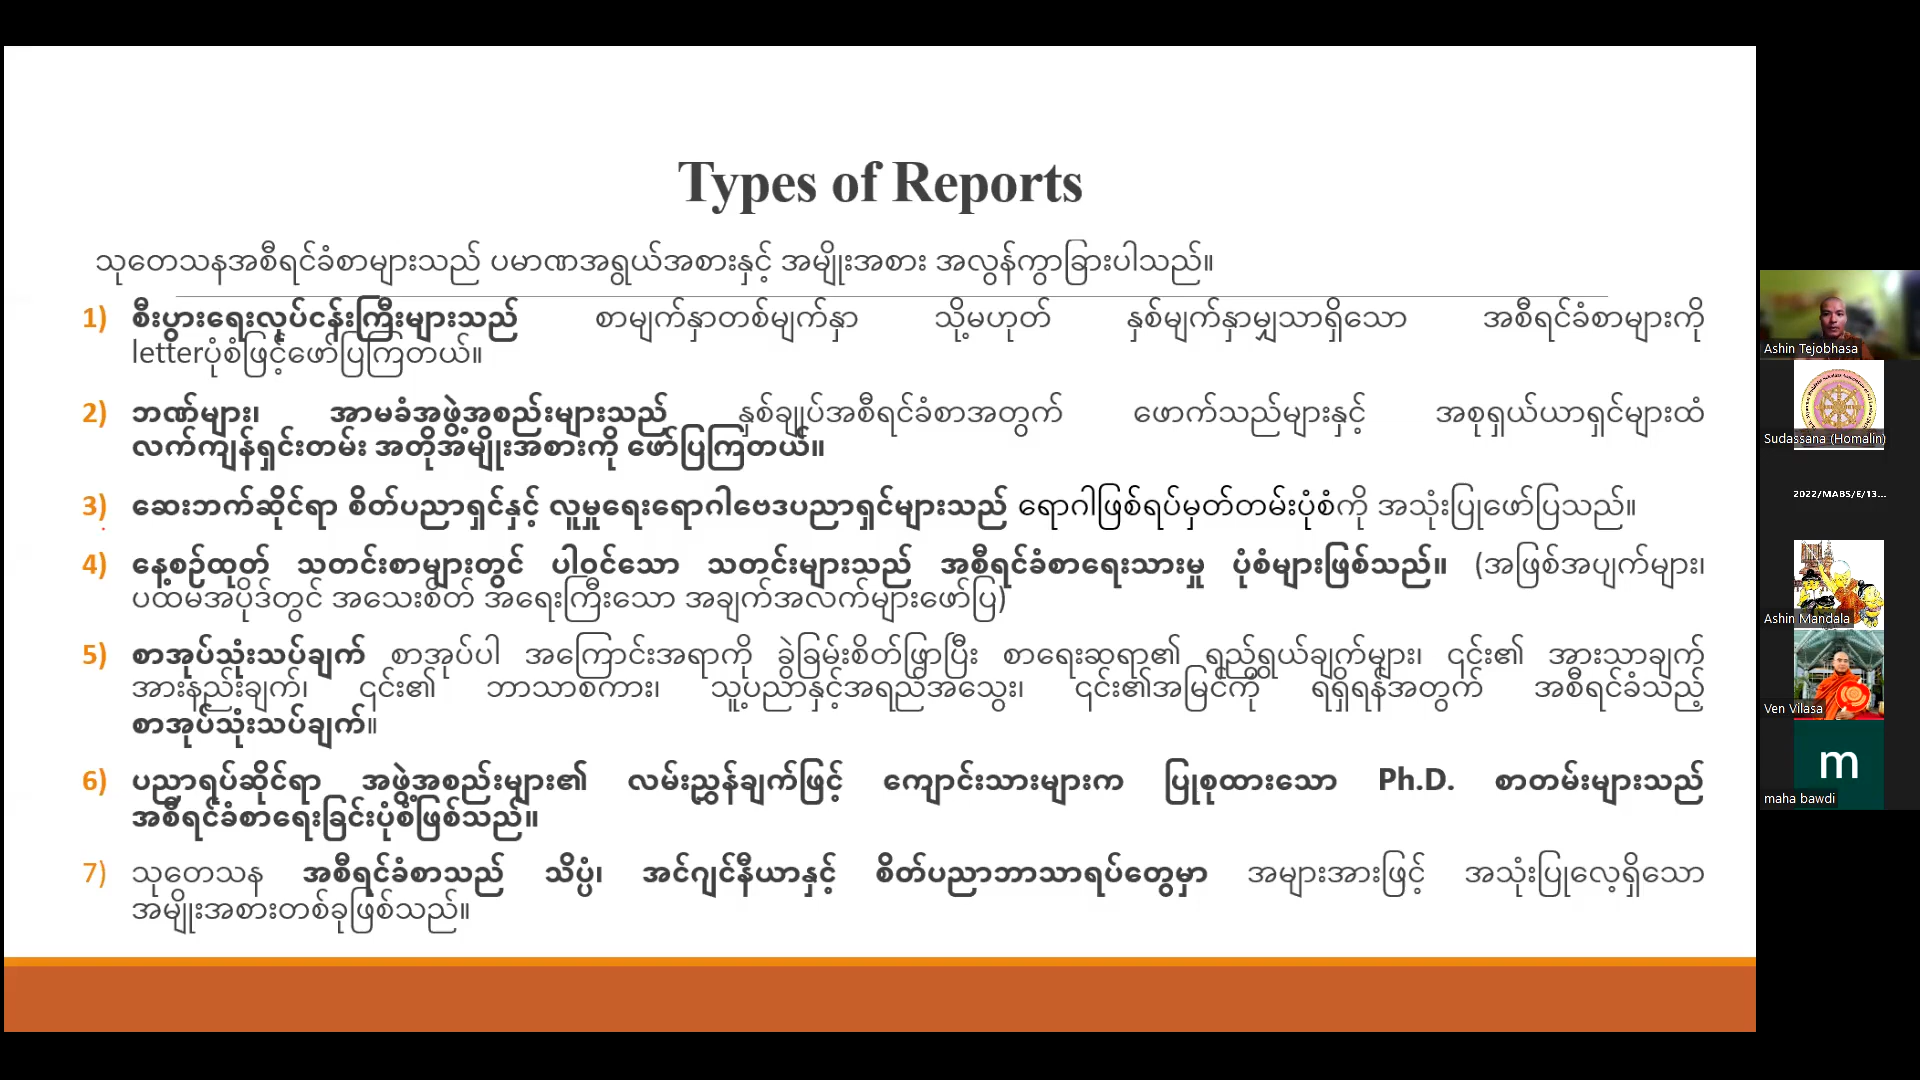 Types of Reports
သုတေသနအစီရင်ခံစာများသည် ပမာဏအရွယ်အစားနှင့် အမျိုးအစား အလွန်ကွာခြားပါသည်။
1) စီးပွားရေးလုပ်ငန်းကြီးများသည် စာမျက်နှာတစ်မျက်နှာ သို့မဟုတ် နှစ်မျက်နှာမျှသာရှိသော အစီရင်ခံစာများကို
letterပုံစံဖြင့်ဖော်ပြကြတယ်။
2) ဘဏ်များ၊ အာမခံအဖွဲ့အစည်းများသည် နှစ်ချုပ်အစီရင်ခံစာအတွက် ဖောက်သည်များနှင့် အစုရှယ်ယာရှင်များထံ
လက်ကျန်ရှင်းတမ်း အတိုအမျိုးအစားကို ဖော်ပြကြတယ်။
3) ဆေးဘက်ဆိုင်ရာ စိတ်ပညာရှင်နှင့် လူမှုရေးရောဂါဗေဒပညာရှင်များသည် ရောဂါဖြစ်ရပ်မှတ်တမ်းပုံစံကို အသုံးပြုဖော်ပြသည်။
4) နေ့စဉ်ထုတ် သတင်းစာများတွင် ပါဝင်သော သတင်းများသည် အစီရင်ခံစာရေးသားမှု ပုံစံများဖြစ်သည်။ (အဖြစ်အပျက်များ၊
ပထမအပိုဒ်တွင် အသေးစိတ် အရေးကြီးသော အချက်အလက်များဖော်ပြ)
5) စာအုပ်သုံးသပ်ချက် စာအုပ်ပါ အကြောင်းအရာကို ခွဲခြမ်းစိတ်ဖြာပြီး စာရေးဆရာ၏ ရည်ရွယ်ချက်များ၊ ၎င်း၏ အားသာချက်
အားနည်းချက်၊ ၎င်း၏ ဘာသာစကား၊ သူ့ပညာနှင့်အရည်အသွေး၊ ၎င်း၏အမြင်ကို ရရှိရန်အတွက် အစီရင်ခံသည့်
စာအုပ်သုံးသပ်ချက်။
6) ပညာရပ်ဆိုင်ရာ အဖွဲ့အစည်းများ၏ လမ်းညွှန်ချက်ဖြင့် ကျောင်းသားများက ပြုစုထားသော Ph.D. စာတမ်းများသည်
အစီရင်ခံစာရေးခြင်းပုံစံဖြစ်သည်။
7) သုတေသန အစီရင်ခံစာသည် သိပ္ပံ၊ အင်ဂျင်နီယာနှင့် စိတ်ပညာဘာသာရပ်တွေမှာ အများအားဖြင့် အသုံးပြုလေ့ရှိသော
အမျိုးအစားတစ်ခုဖြစ်သည်။
Ashin Tejobhasa
Sudassana (Homalin)
2022/MABS/E/13...
Ashin Mandala
Ven Vilasa
m
maha bawdi